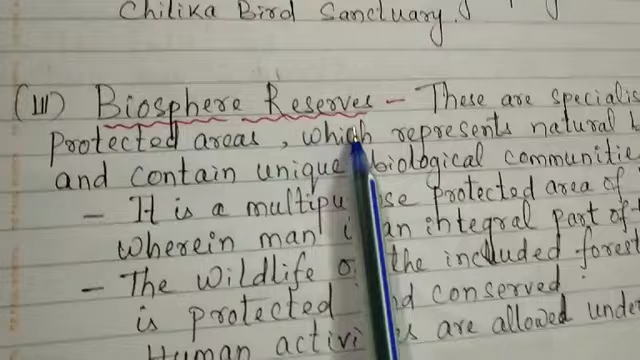 Chilika Bird Sanctuary.
(III) Biosphere Reserves - These are specialis
Protected areas, which represents natural b
and contain unique biological communitie
- It is a multipu se protected area of
wherein man i an integral part of
- The wildlife o the included forest
is protected nd conserved.
Human activi s are allowed unde